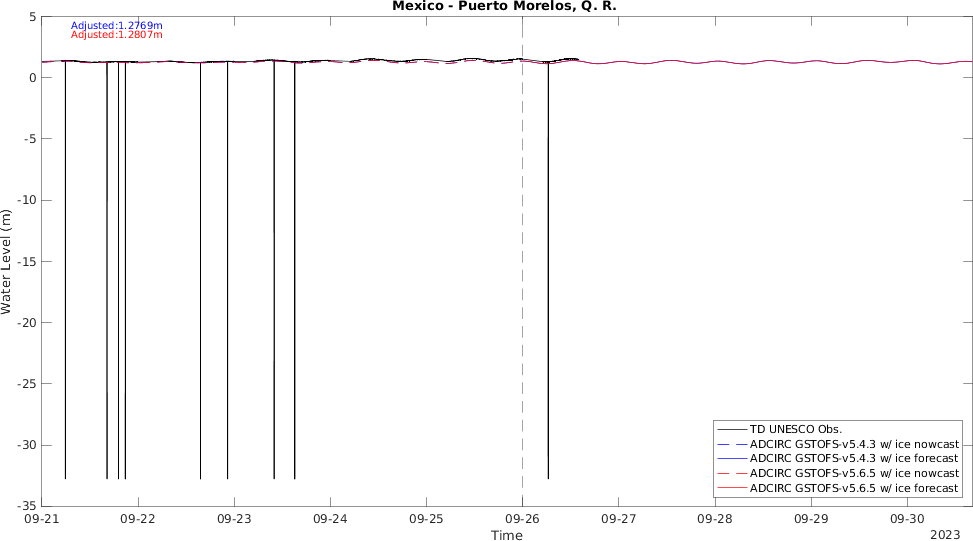 Mexico - Puerto Morelos, Q. R.
Adjusted:1.2769m
Adjusted:1.2807m
5
0
-5
-10
-15
-20
-25
-30
-35
Water Level (m)
TD UNESCO Obs.
ADCIRC GSTOFS-v5.4.3 w/ ice nowcast
ADCIRC GSTOFS-v5.4.3 w/ ice forecast
ADCIRC GSTOFS-v5.6.5 w/ ice nowcast
ADCIRC GSTOFS-v5.6.5 w/ ice forecast
09-21 09-22 09-23 09-24 09-25 09-26 09-27 09-28 09-29 09-30
Time
2023